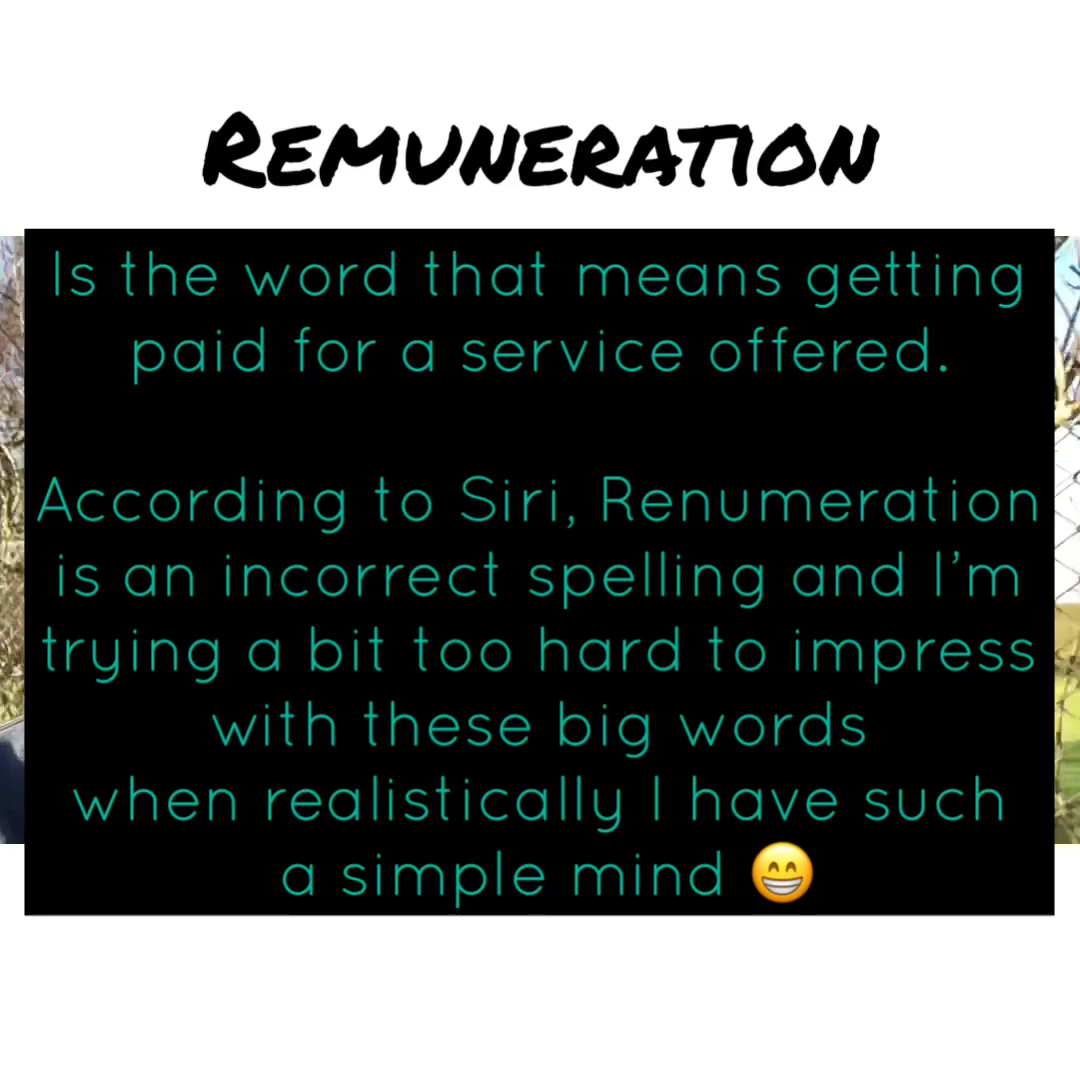 REMUNERATION
Is the word that means getting
paid for a service offered.
According to Siri, Renumeration
is an incorrect spelling and I’m
trying a bit too hard to impress
with these big words
when realistically I have such
a simple mind 😁